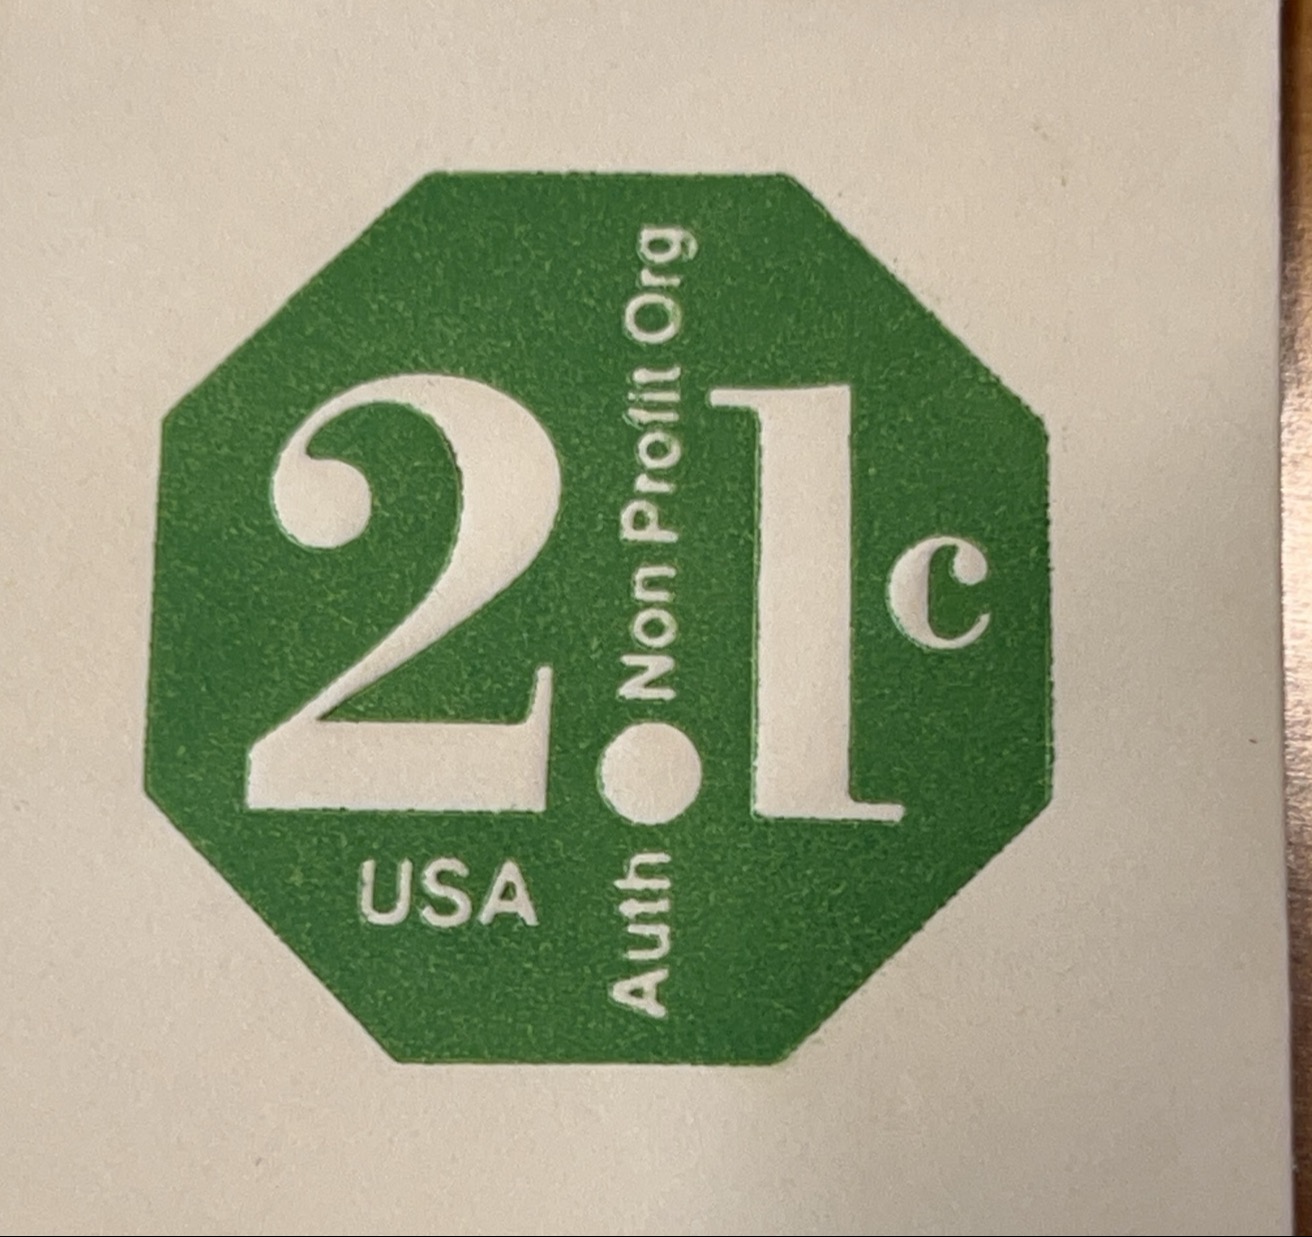 2.1c
USA
Auth Non Profit Org